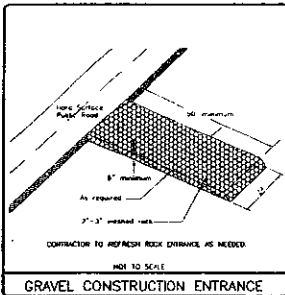 Hard Surface
Public Road
50' minimum
6" minimum
As required
2"-3" washed rock
CONTRACTOR TO REFRESH ROCK ENTRANCE AS NEEDED.
NOT TO SCALE
GRAVEL CONSTRUCTION ENTRANCE